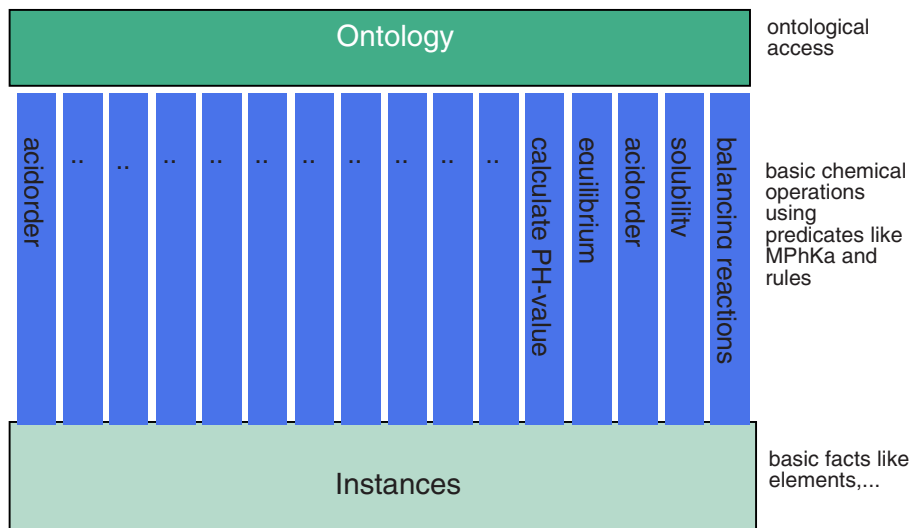 Ontology
ontological
access
acidorder
..
..
..
..
..
..
..
..
..
..
calculate PH-value
equilibrium
acidorder
solubility
balancing reactions
basic chemical
operations
using
predicates like
MPhKa and
rules
Instances
basic facts like
elements,...